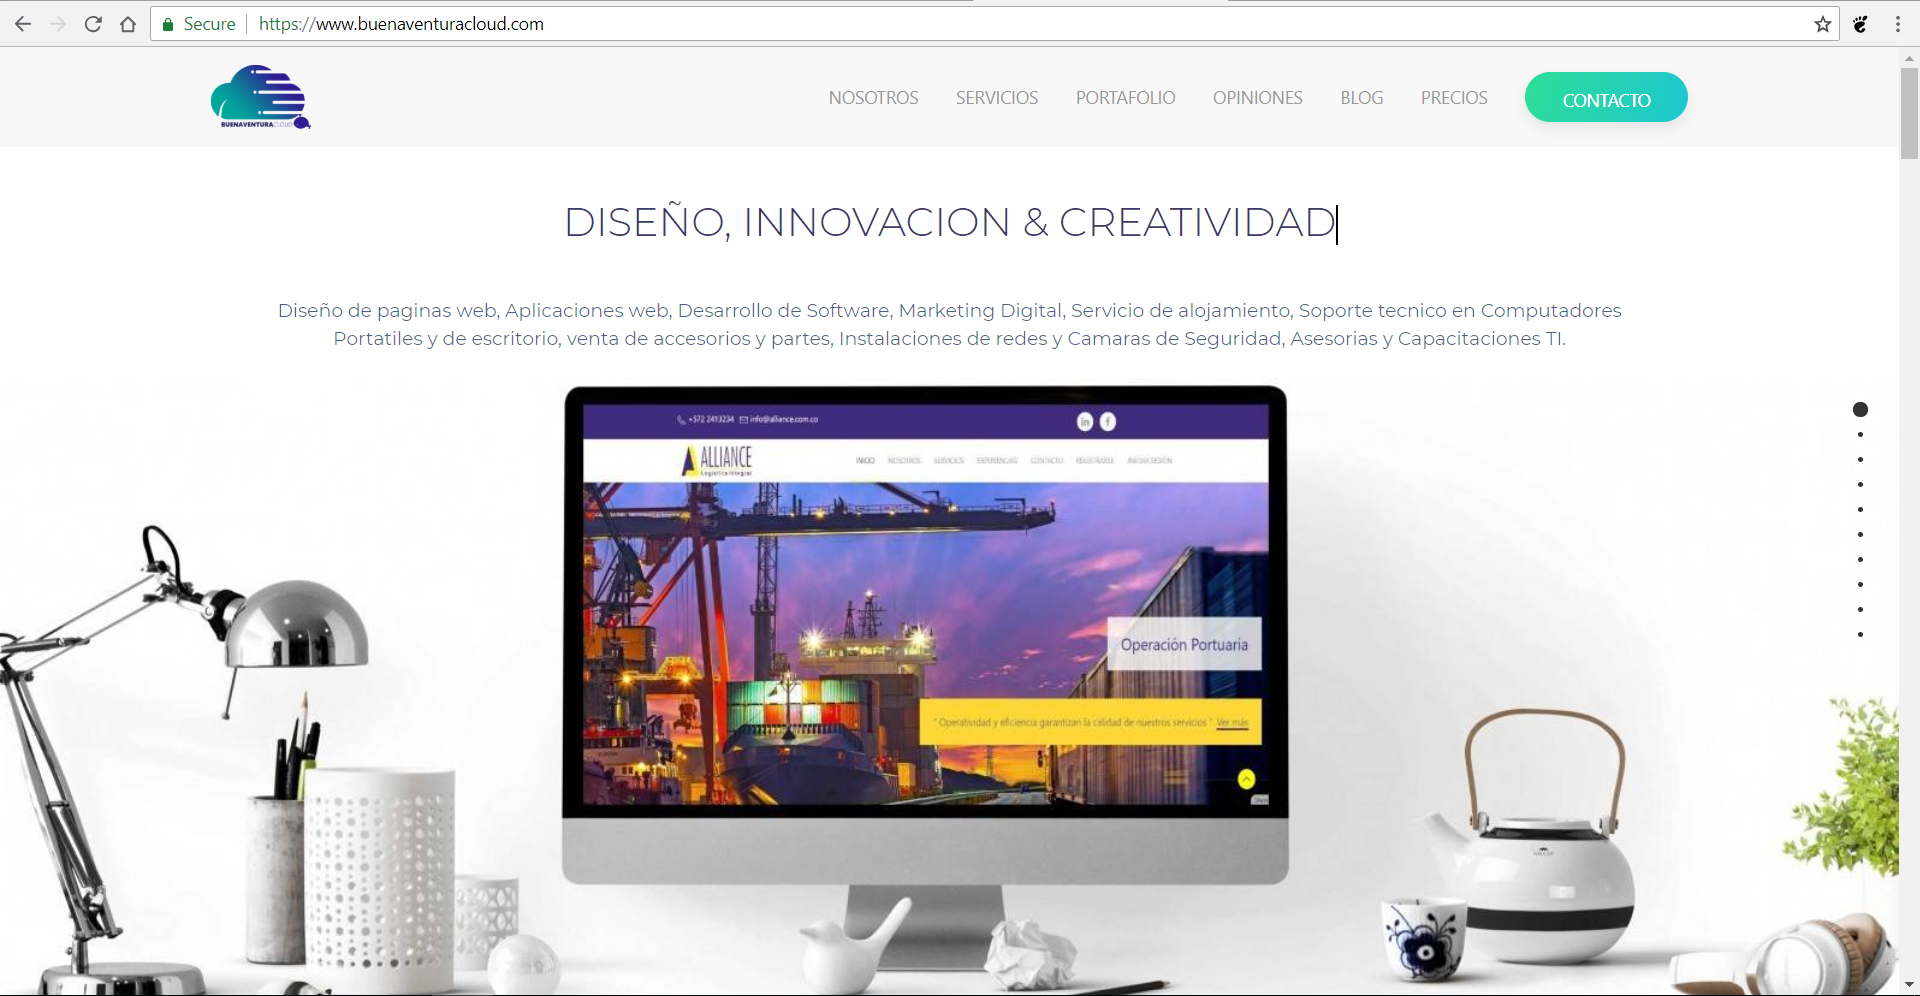 Secure https://www.buenaventuracloud.com
BUENAVENTURACLOUD
NOSOTROS SERVICIOS PORTAFOLIO OPINIONES BLOG PRECIOS CONTACTO
DISEÑO, INNOVACION & CREATIVIDAD
Diseño de paginas web, Aplicaciones web, Desarrollo de Software, Marketing Digital, Servicio de alojamiento, Soporte tecnico en Computadores
Portatiles y de escritorio, venta de accesorios y partes, Instalaciones de redes y Camaras de Seguridad, Asesorias y Capacitaciones TI.
+572 2413234 info@alliance.com.co in f
ALLIANCE
Logística Integral
INICIO NOSOTROS SERVICIOS EXPERIENCIAS CONTACTO REGISTRARSE INICIAR SESIÓN
Operación Portuaria
" Operatividad y eficiencia garantizan la calidad de nuestros servicios " Ver más